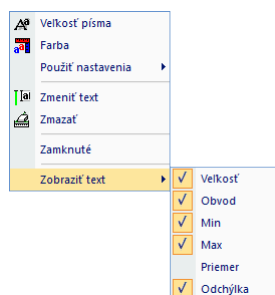 Veľkosť písma
Farba
Použiť nastavenia
Zmeniť text
Zmazať
Zamknuté
Zobraziť text
Veľkosť
Obvod
Min
Max
Priemer
Odchýlka